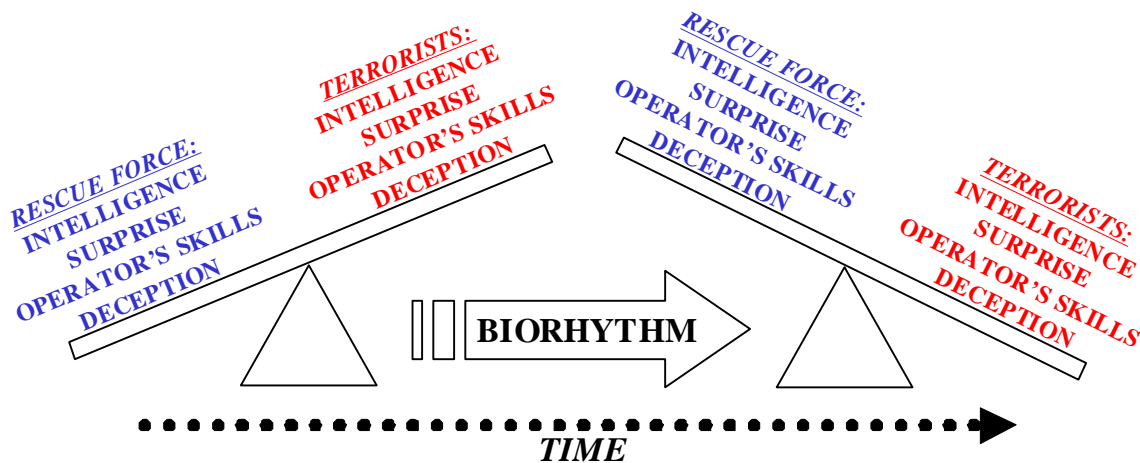 RESCUE FORCE:
INTELLIGENCE
SURPRISE
OPERATOR'S SKILLS
DECEPTION
TERRORISTS:
INTELLIGENCE
SURPRISE
OPERATOR'S SKILLS
DECEPTION
BIORHYTHM
RESCUE FORCE:
INTELLIGENCE
SURPRISE
OPERATOR'S SKILLS
DECEPTION
TERRORISTS:
INTELLIGENCE
SURPRISE
OPERATOR'S SKILLS
DECEPTION
TIME